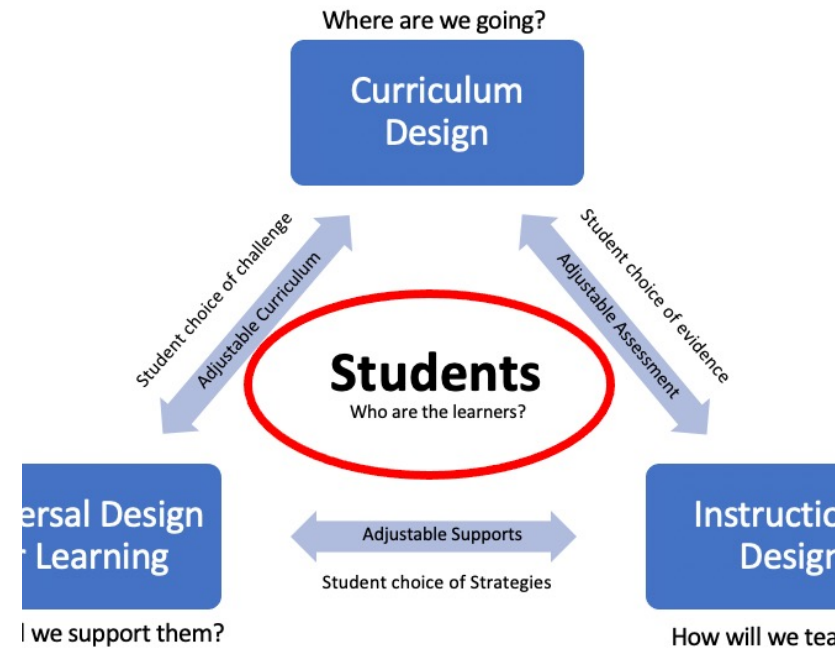 Where are we going?
Curriculum
Design
Student choice of challenge
Adjustable Curriculum
Student choice of evidence
Adjustable Assessment
Students
Who are the learners?
ersal Design
Learning
Adjustable Supports
Student choice of Strategies
Design
we support them?
How will we